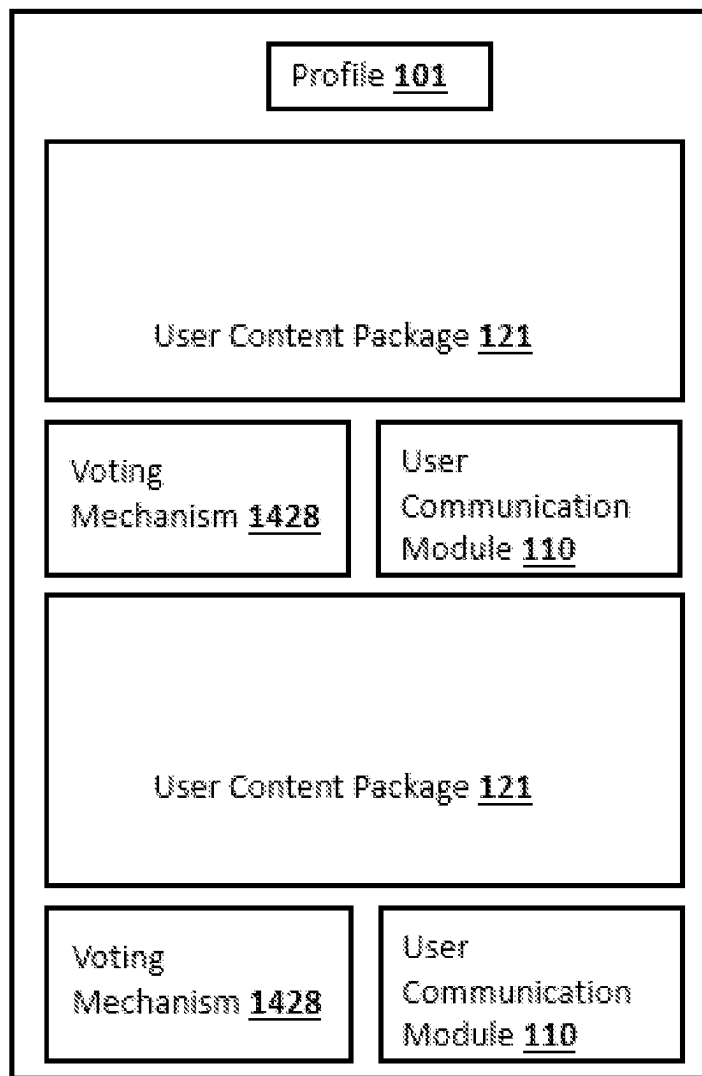 Profile 101
User Content Package 121
Voting
Mechanism 1428
User
Communication
Module 110
User Content Package 121
Voting
Mechanism 1428
User
Communication
Module 110